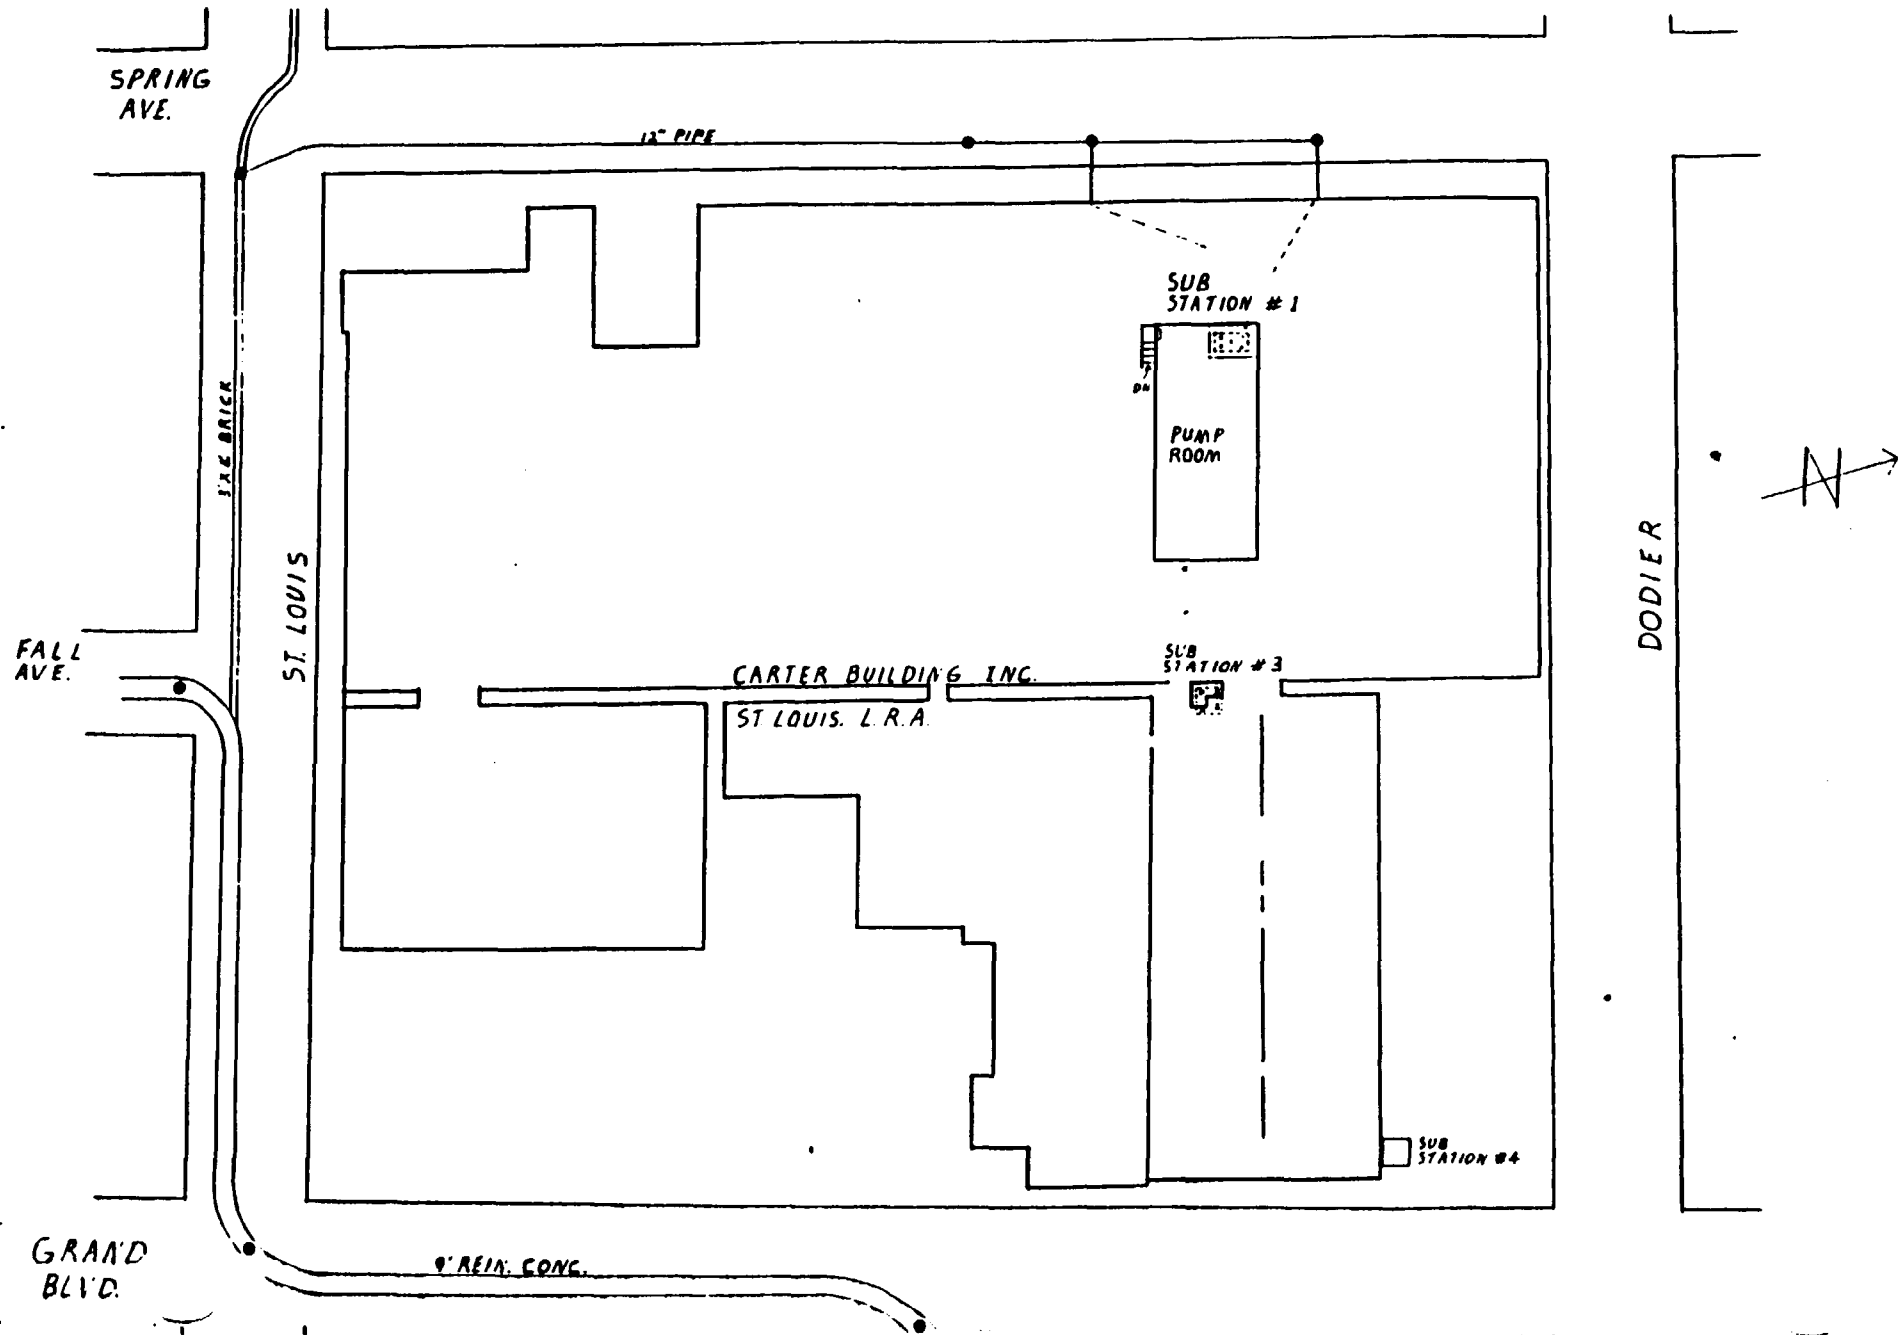 SPRING
AVE.
12" PIPE
SUB
STATION # 1
DN
PUMP
ROOM
BRICK
ST. LOUIS
DODIER
N
FALL
AVE.
SUB
STATION # 3
CARTER BUILDING INC.
ST LOUIS. L.R.A.
SUB
STATION #4
GRAND
BLVD.
9' REIN. CONC.